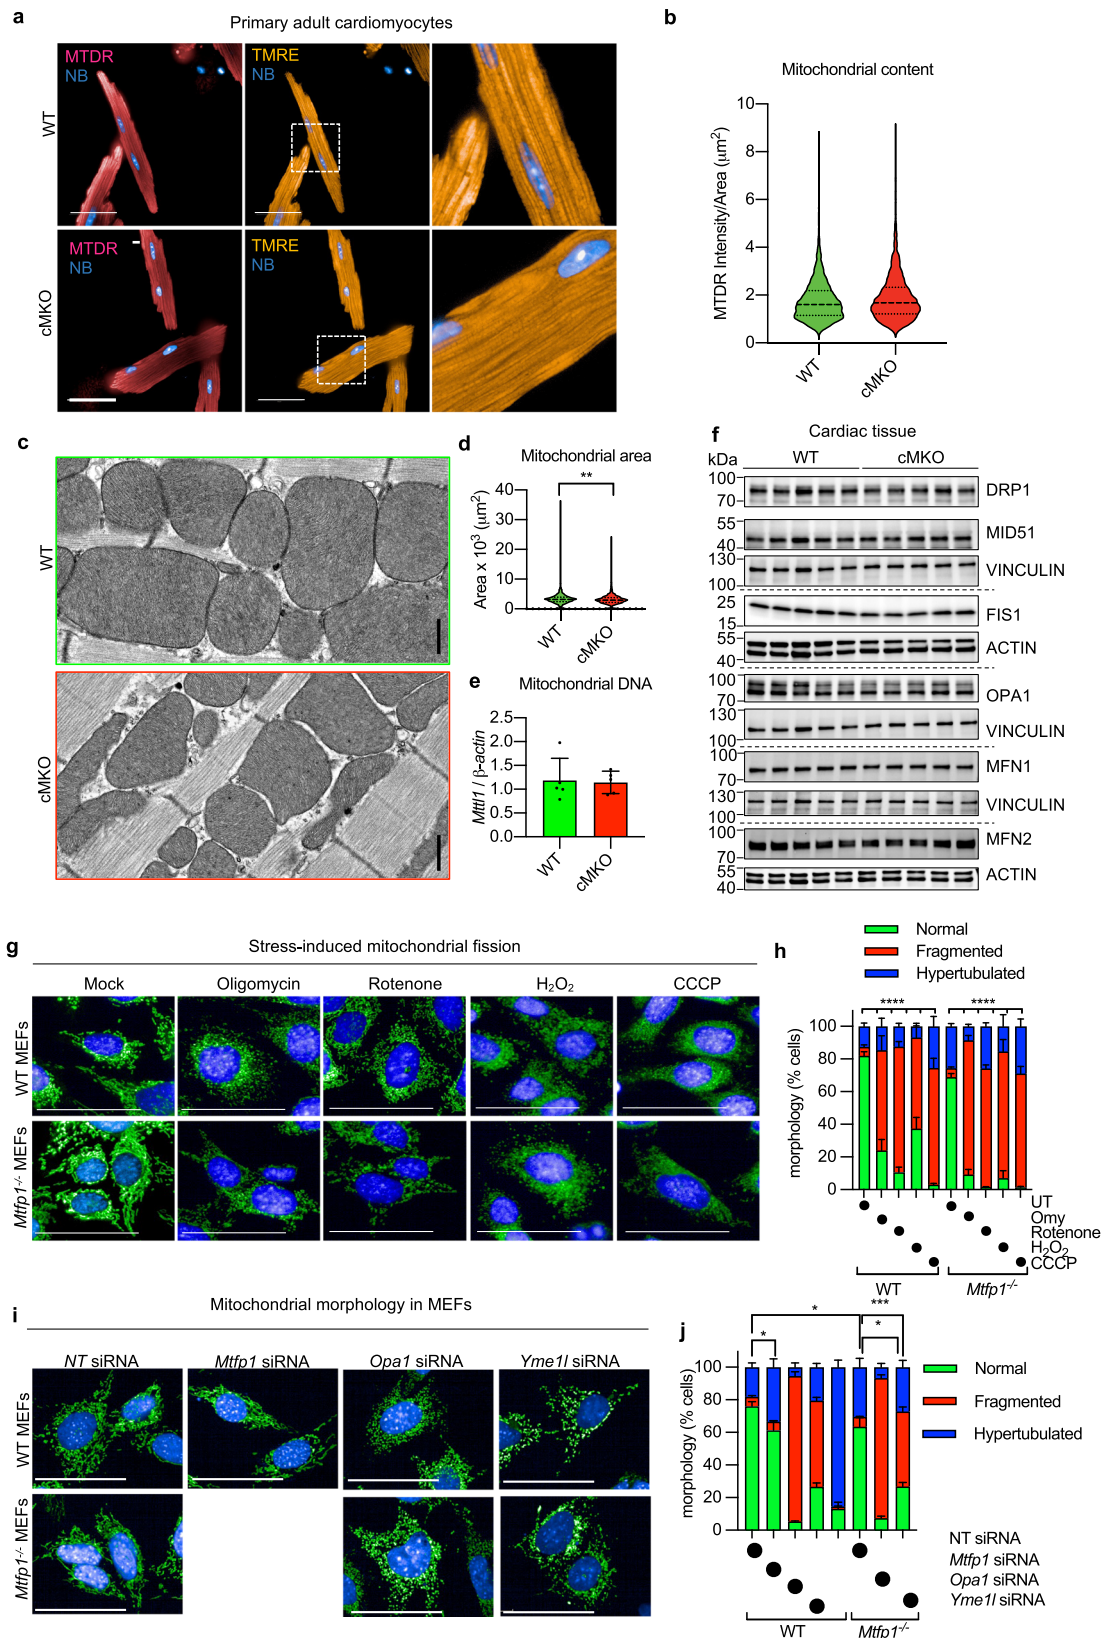 a
Primary adult cardiomyocytes
MTDR
NB
TMRE
NB
WT
MTDR
NB
TMRE
NB
cMKO
b
Mitochondrial content
MTDR Intensity/Area (µm²)
10
8
6
4
2
0
WT
cMKO
c
WT
cMKO
d
Mitochondrial area
**
Area x 10³ (µm²)
40
30
20
10
0
WT
cMKO
e
Mitochondrial DNA
Mttl1 / β-actin
2.5
2.0
1.5
1.0
0.5
0.0
WT
cMKO
f
Cardiac tissue
kDa
WT
cMKO
100
70
DRP1
55
40
MID51
130
100
VINCULIN
25
15
FIS1
55
40
ACTIN
100
70
OPA1
130
100
VINCULIN
100
70
MFN1
130
100
VINCULIN
100
70
MFN2
55
40
ACTIN
g
Stress-induced mitochondrial fission
Mock
Oligomycin
Rotenone
H₂O₂
CCCP
WT MEFs
Mtfp1⁻/⁻ MEFs
h
Normal
Fragmented
Hypertubulated
****
****
morphology (% cells)
100
80
60
40
20
0
UT
Omy
Rotenone
H₂O₂
CCCP
WT
Mtfp1⁻/⁻
i
Mitochondrial morphology in MEFs
NT siRNA
Mtfp1 siRNA
Opa1 siRNA
Yme1l siRNA
WT MEFs
Mtfp1⁻/⁻ MEFs
j
*
***
*
*
Normal
Fragmented
Hypertubulated
morphology (% cells)
100
80
60
40
20
0
NT siRNA
Mtfp1 siRNA
Opa1 siRNA
Yme1l siRNA
WT
Mtfp1⁻/⁻